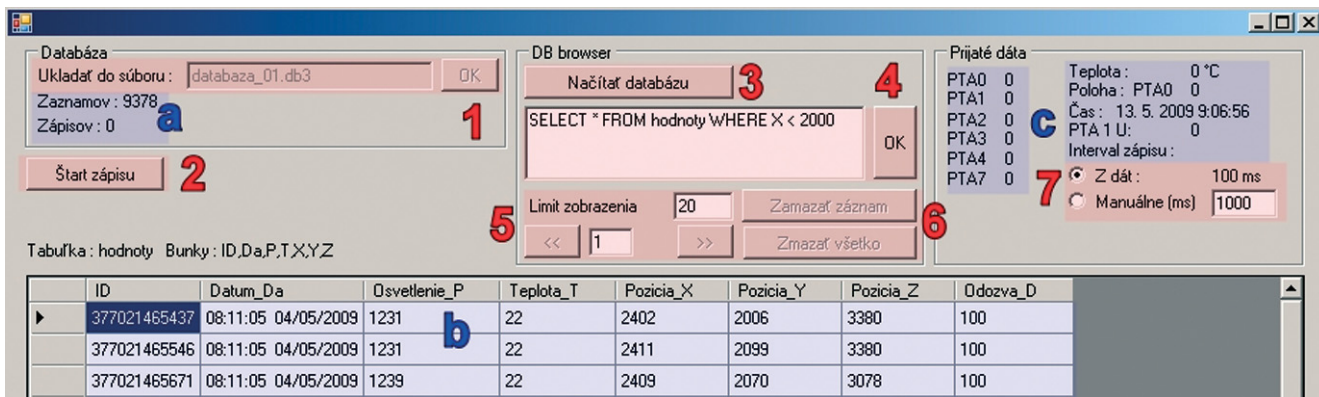 Databáza
Ukladať do súboru : databaza_01.db3 OK
Zaznamov : 9378
Zápisov : 0
a
1
Štart zápisu 2
DB browser
Načítať databázu 3
4
SELECT * FROM hodnoty WHERE X < 2000
OK
5
Limit zobrazenia 20 Zamazať záznam
<< 1 >> Zmazať všetko
6
Prijaté dáta
PTA0 0
PTA1 0
PTA2 0
PTA3 0
PTA4 0
PTA7 0
Teplota : 0 °C
Poloha : PTA0 0
Čas : 13. 5. 2009 9:06:56
PTA 1 U: 0
Interval zápisu :
c
7
Z dát : 100 ms
Manuálne (ms) 1000
Tabuľka : hodnoty Bunky : ID,Da,P,T,X,Y,Z
ID Datum_Da Osvetlenie_P Teplota_T Pozicia_X Pozicia_Y Pozicia_Z Odozva_D
377021465437 08:11:05 04/05/2009 1231 22 2402 2006 3380 100
b
377021465546 08:11:05 04/05/2009 1231 22 2411 2099 3380 100
377021465671 08:11:05 04/05/2009 1239 22 2409 2070 3078 100